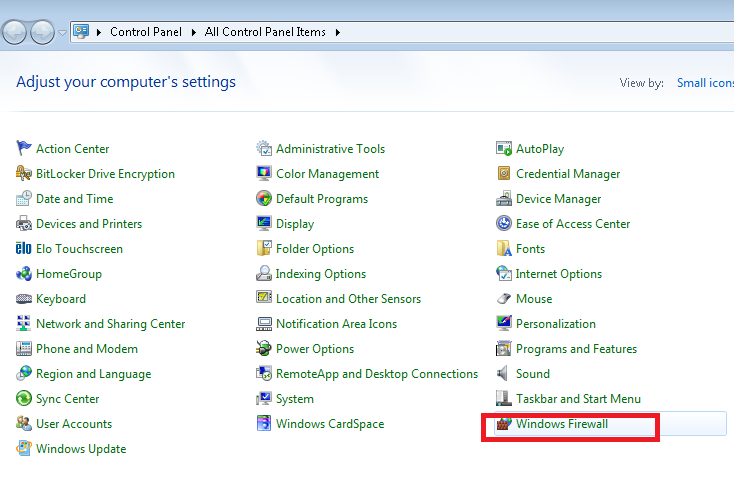 Control Panel All Control Panel Items
Adjust your computer's settings
View by: Small icons
Action Center Administrative Tools AutoPlay
BitLocker Drive Encryption Color Management Credential Manager
Date and Time Default Programs Device Manager
Devices and Printers Display Ease of Access Center
elo Elo Touchscreen Folder Options Fonts
HomeGroup Indexing Options Internet Options
Keyboard Location and Other Sensors Mouse
Network and Sharing Center Notification Area Icons Personalization
Phone and Modem Power Options Programs and Features
Region and Language RemoteApp and Desktop Connections Sound
Sync Center System Taskbar and Start Menu
User Accounts Windows CardSpace Windows Firewall
Windows Update